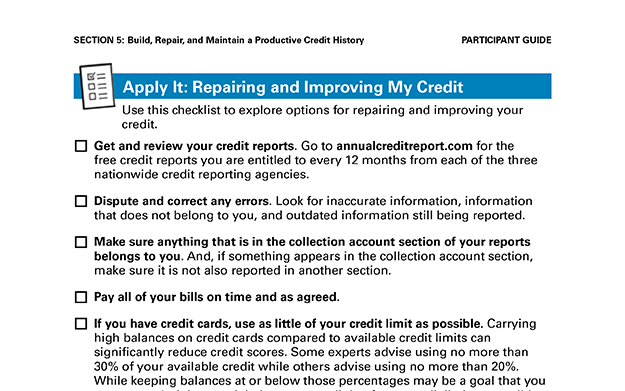 SECTION 5: Build, Repair, and Maintain a Productive Credit History PARTICIPANT GUIDE
Apply It: Repairing and Improving My Credit
Use this checklist to explore options for repairing and improving your
credit.
Get and review your credit reports. Go to annualcreditreport.com for the
free credit reports you are entitled to every 12 months from each of the three
nationwide credit reporting agencies.
Dispute and correct any errors. Look for inaccurate information, information
that does not belong to you, and outdated information still being reported.
Make sure anything that is in the collection account section of your reports
belongs to you. And, if something appears in the collection account section,
make sure it is not also reported in another section.
Pay all of your bills on time and as agreed.
If you have credit cards, use as little of your credit limit as possible. Carrying
high balances on credit cards compared to available credit limits can
significantly reduce credit scores. Some experts advise using no more than
30% of your available credit while others advise using no more than 20%.
While keeping balances at or below those percentages may be a goal that you